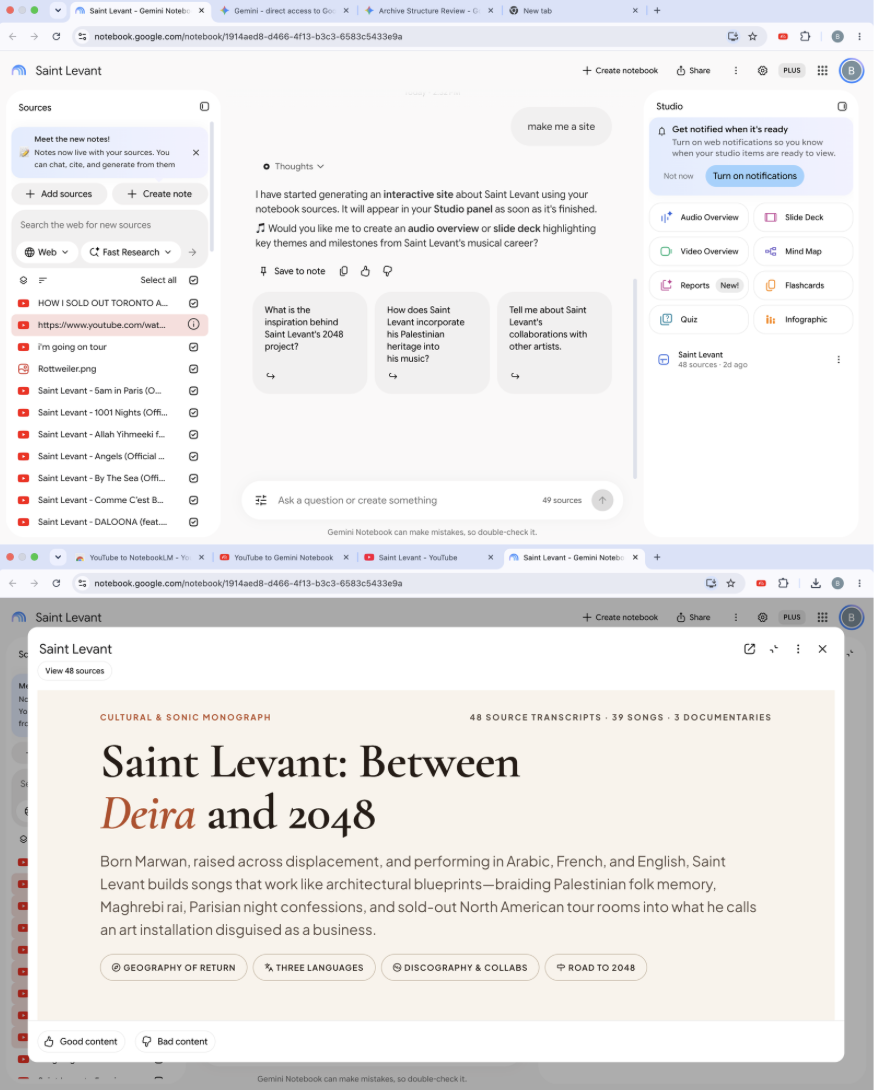 Saint Levant - Gemini Notebo
Gemini - direct access to Goo
Archive Structure Review - G
New tab
notebook.google.com/notebook/1914aed8-d466-4f13-b3c3-6583c5433e9a
B
Saint Levant
Create notebook
Share
PLUS
B
Sources
Meet the new notes!
Notes now live with your sources. You
can chat, cite, and generate from them
Add sources
Create note
Search the web for new sources
Web
Fast Research
Select all
HOW I SOLD OUT TORONTO A...
https://www.youtube.com/wat...
i'm going on tour
Rottweiler.png
Saint Levant - 5am in Paris (O...
Saint Levant - 1001 Nights (Offi...
Saint Levant - Allah Yihmeeki f...
Saint Levant - Angels (Official ...
Saint Levant - By The Sea (Offi...
Saint Levant - Comme C'est B...
Saint Levant - DALOONA (feat....
make me a site
Thoughts
I have started generating an interactive site about Saint Levant using your
notebook sources. It will appear in your Studio panel as soon as it's finished.
🎵 Would you like me to create an audio overview or slide deck highlighting
key themes and milestones from Saint Levant's musical career?
Save to note
What is the
inspiration behind
Saint Levant's 2048
project?
How does Saint
Levant incorporate
his Palestinian
heritage into
his music?
Tell me about Saint
Levant's
collaborations with
other artists.
Ask a question or create something
49 sources
Gemini Notebook can make mistakes, so double-check it.
Studio
Get notified when it's ready
Turn on web notifications so you know
when your studio items are ready to view.
Not now
Turn on notifications
Audio Overview
Slide Deck
Video Overview
Mind Map
Reports
New!
Flashcards
Quiz
Infographic
Saint Levant
48 sources · 2d ago
YouTube to NotebookLM - Yo
YouTube to Gemini Notebook
Saint Levant - YouTube
Saint Levant - Gemini Notebo
notebook.google.com/notebook/1914aed8-d466-4f13-b3c3-6583c5433e9a
B
Saint Levant
Create notebook
Share
PLUS
B
Saint Levant
View 48 sources
CULTURAL & SONIC MONOGRAPH
48 SOURCE TRANSCRIPTS · 39 SONGS · 3 DOCUMENTARIES
Saint Levant: Between
Deira and 2048
Born Marwan, raised across displacement, and performing in Arabic, French, and English, Saint
Levant builds songs that work like architectural blueprints—braiding Palestinian folk memory,
Maghrebi rai, Parisian night confessions, and sold-out North American tour rooms into what he calls
an art installation disguised as a business.
GEOGRAPHY OF RETURN
THREE LANGUAGES
DISCOGRAPHY & COLLABS
ROAD TO 2048
Good content
Bad content
Gemini Notebook can make mistakes, so double-check it.